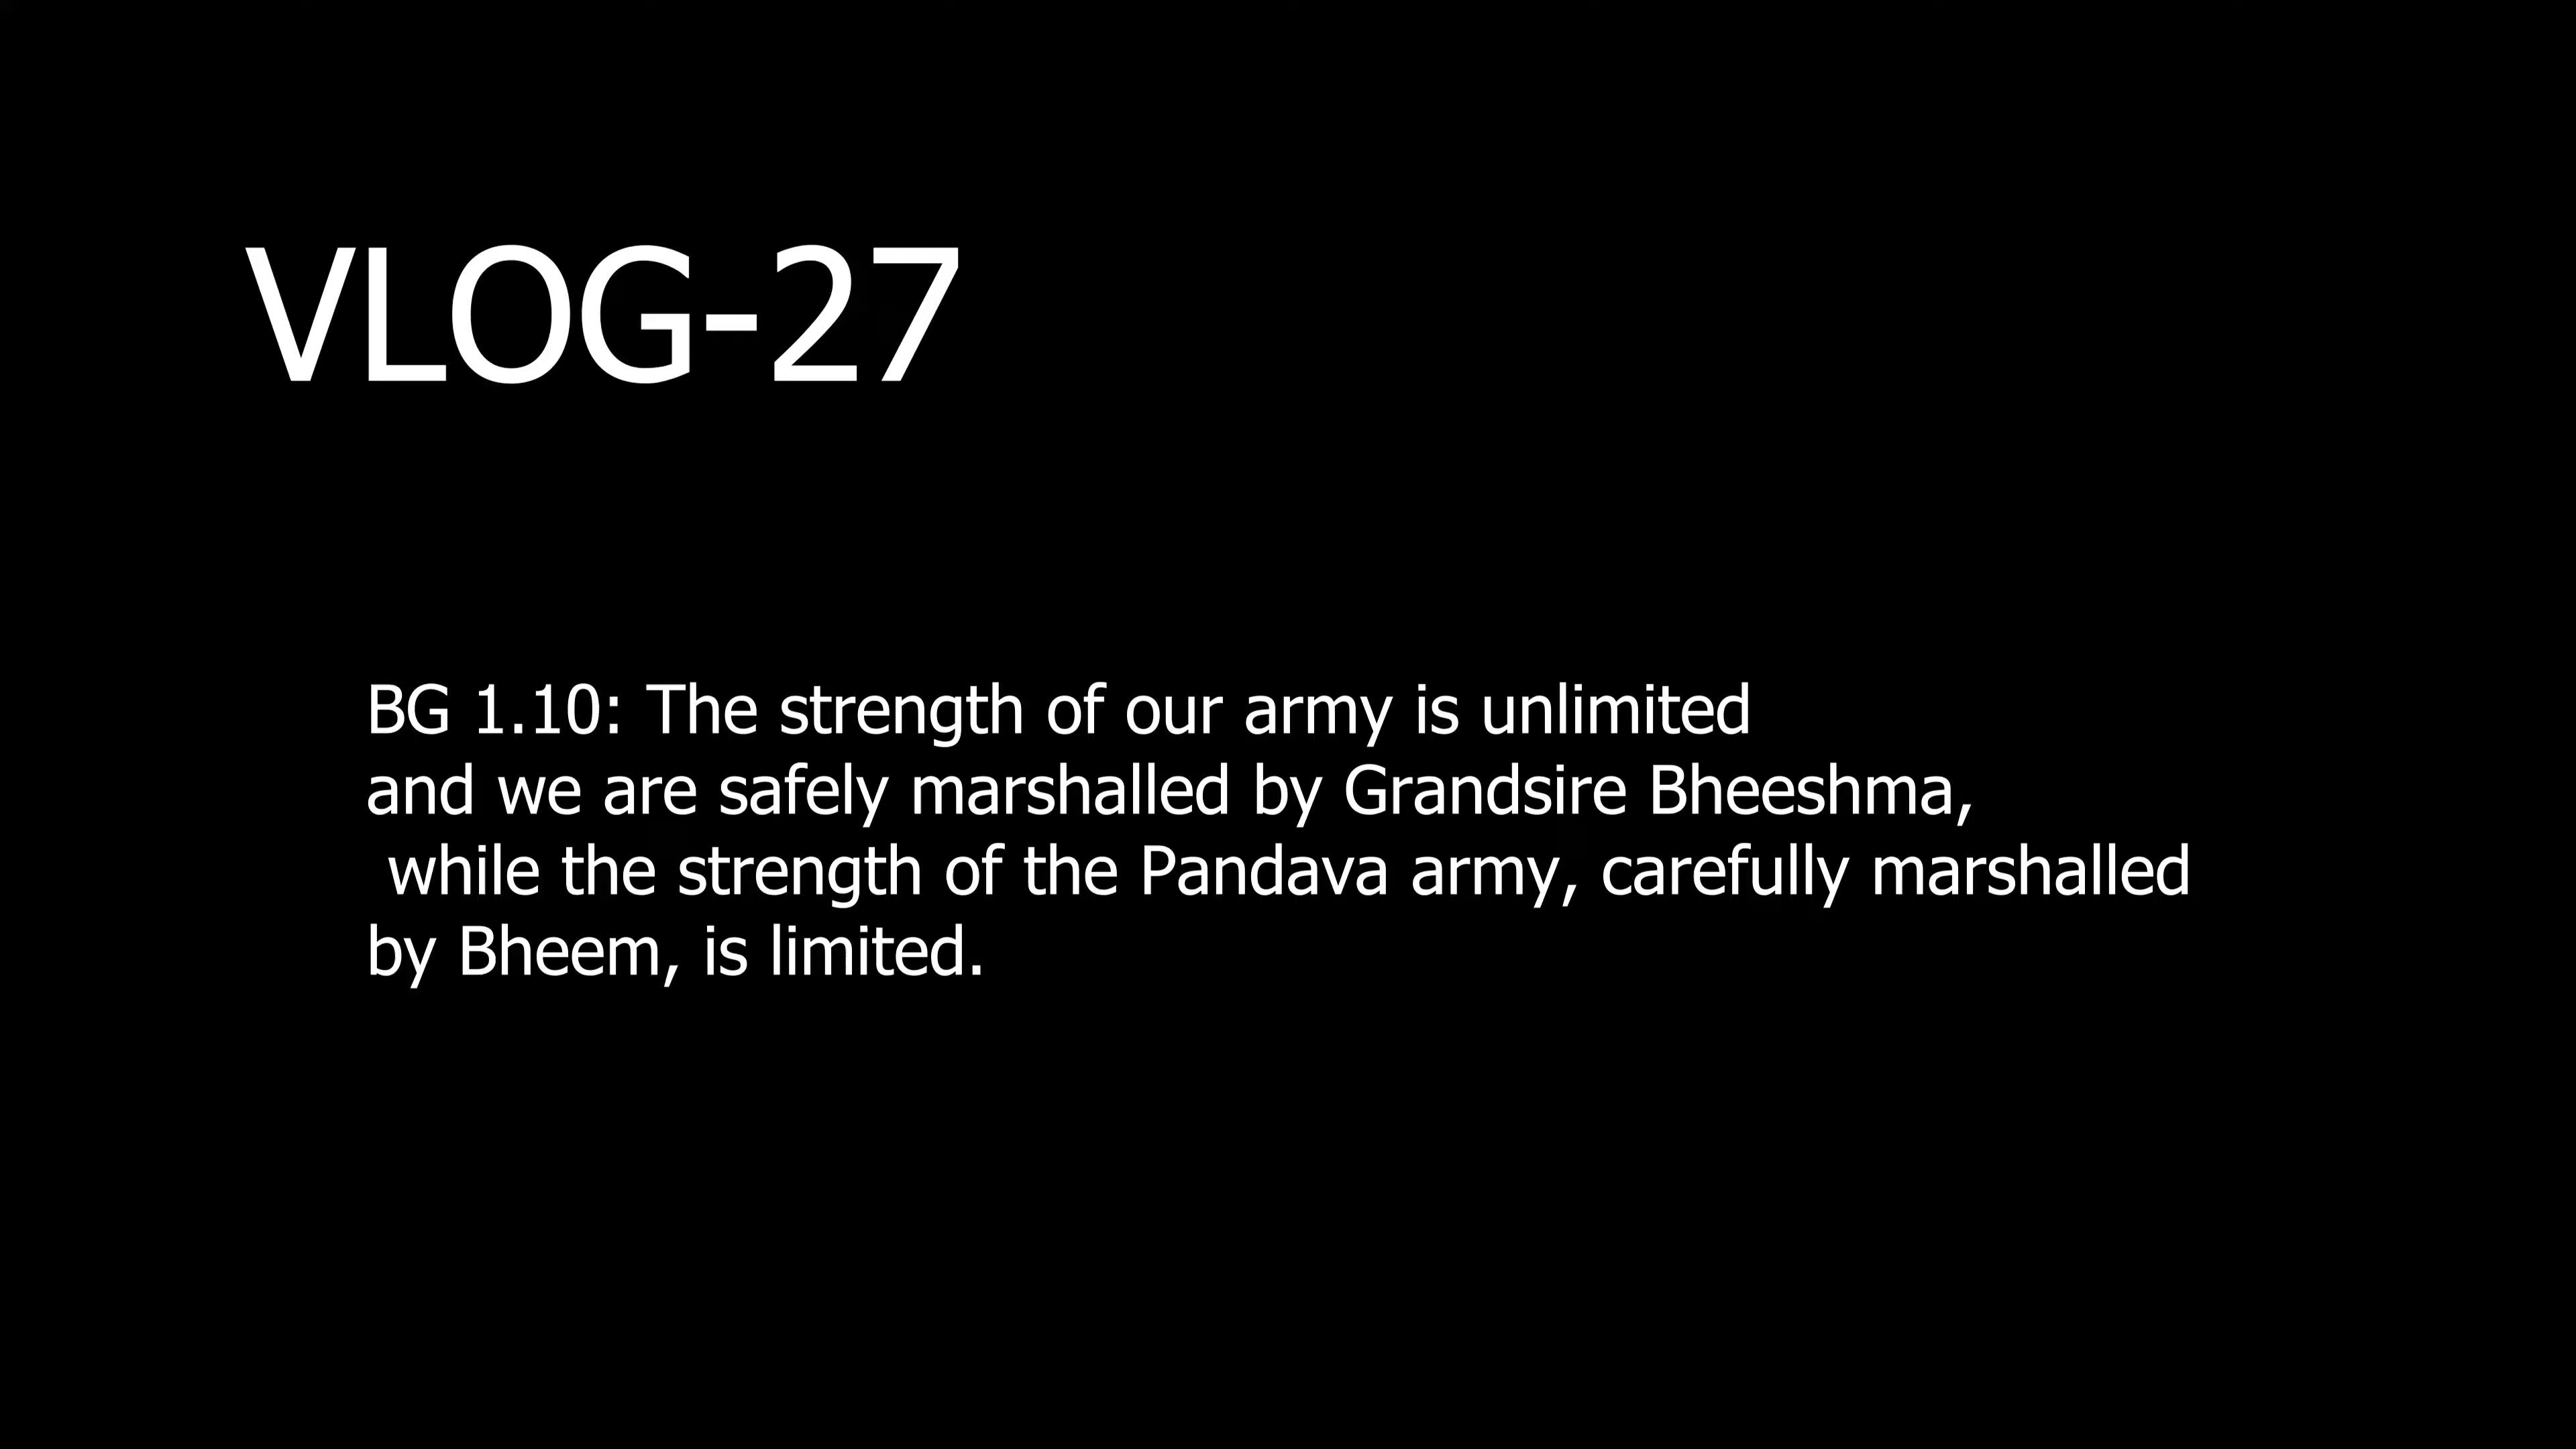 VLOG-27
BG 1.10: The strength of our army is unlimited
and we are safely marshalled by Grandsire Bheeshma,
while the strength of the Pandava army, carefully marshalled
by Bheem, is limited.